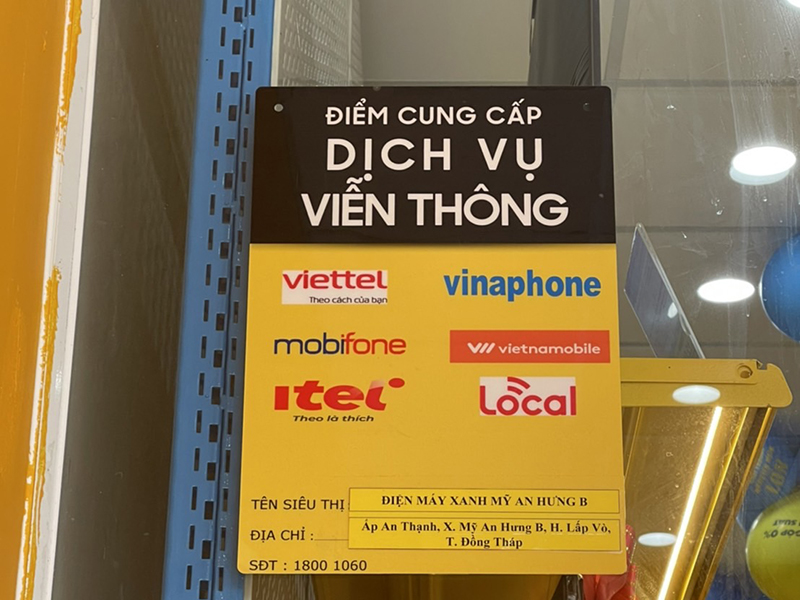 ĐIỂM CUNG CẤP
DỊCH VỤ
VIỄN THÔNG
viettel
Theo cách của bạn
vinaphone
mobifone
vietnamobile
itel
Theo là thích
Local
TÊN SIÊU THỊ ĐIỆN MÁY XANH MỸ AN HƯNG B
ĐỊA CHỈ : Ấp An Thạnh, X. Mỹ An Hưng B, H. Lấp Vò,
T. Đồng Tháp
SĐT : 1800 1060